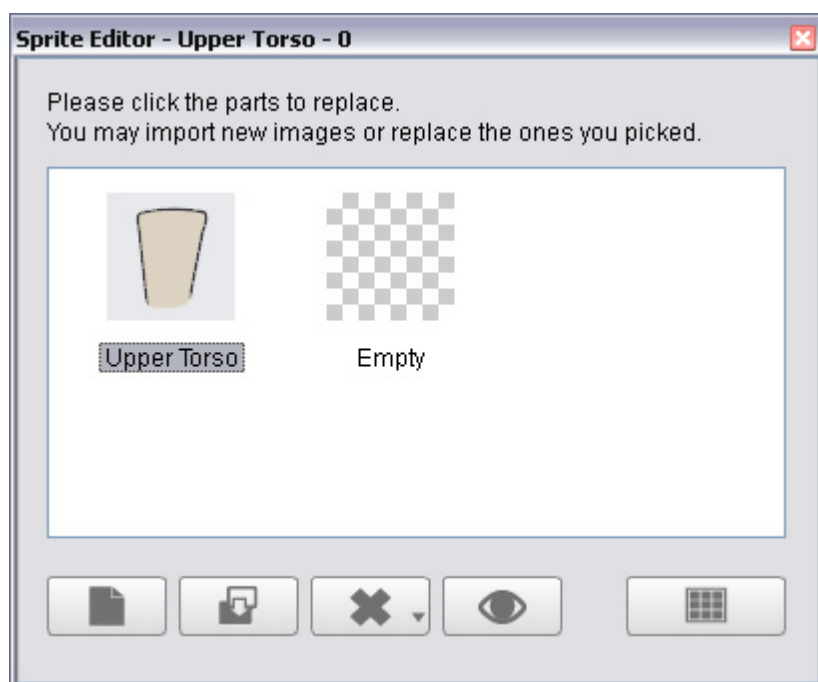 Sprite Editor - Upper Torso - 0
Please click the parts to replace.
You may import new images or replace the ones you picked.
Upper Torso
Empty